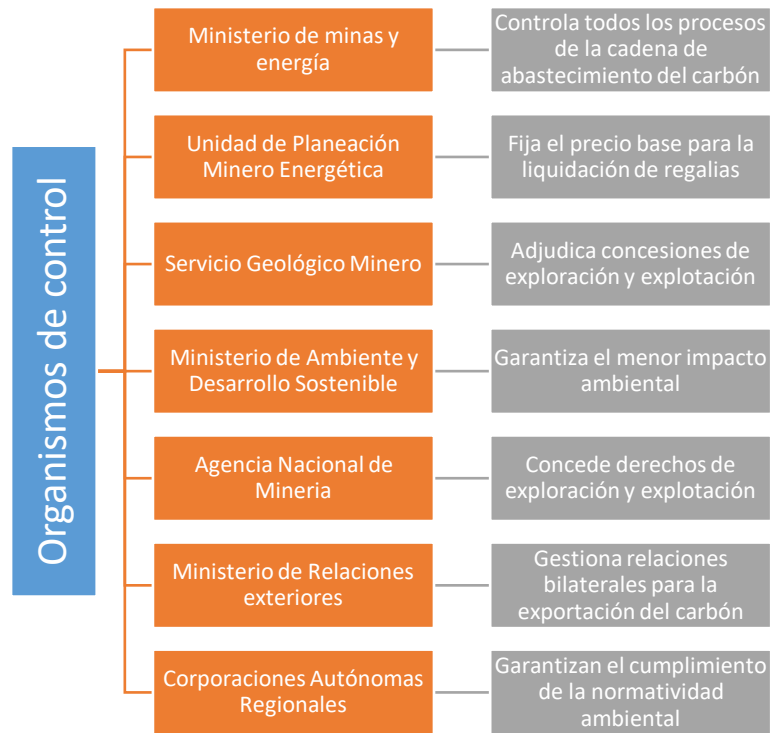 Organismos de control
Ministerio de minas y
energía
Controla todos los procesos
de la cadena de
abastecimiento del carbón
Unidad de Planeación
Minero Energética
Fija el precio base para la
liquidación de regalias
Servicio Geológico Minero
Adjudica concesiones de
exploración y explotación
Ministerio de Ambiente y
Desarrollo Sostenible
Garantiza el menor impacto
ambiental
Agencia Nacional de
Mineria
Concede derechos de
exploración y explotación
Ministerio de Relaciones
exteriores
Gestiona relaciones
bilaterales para la
exportación del carbón
Corporaciones Autónomas
Regionales
Garantizan el cumplimiento
de la normatividad
ambiental